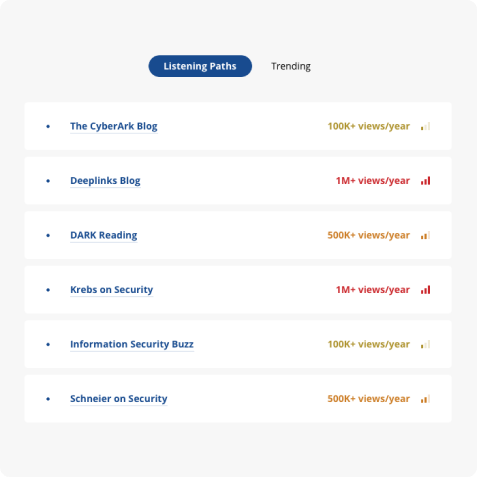 Listening Paths Trending
• The CyberArk Blog 100K+ views/year
• Deeplinks Blog 1M+ views/year
• DARK Reading 500K+ views/year
• Krebs on Security 1M+ views/year
• Information Security Buzz 100K+ views/year
• Schneier on Security 500K+ views/year